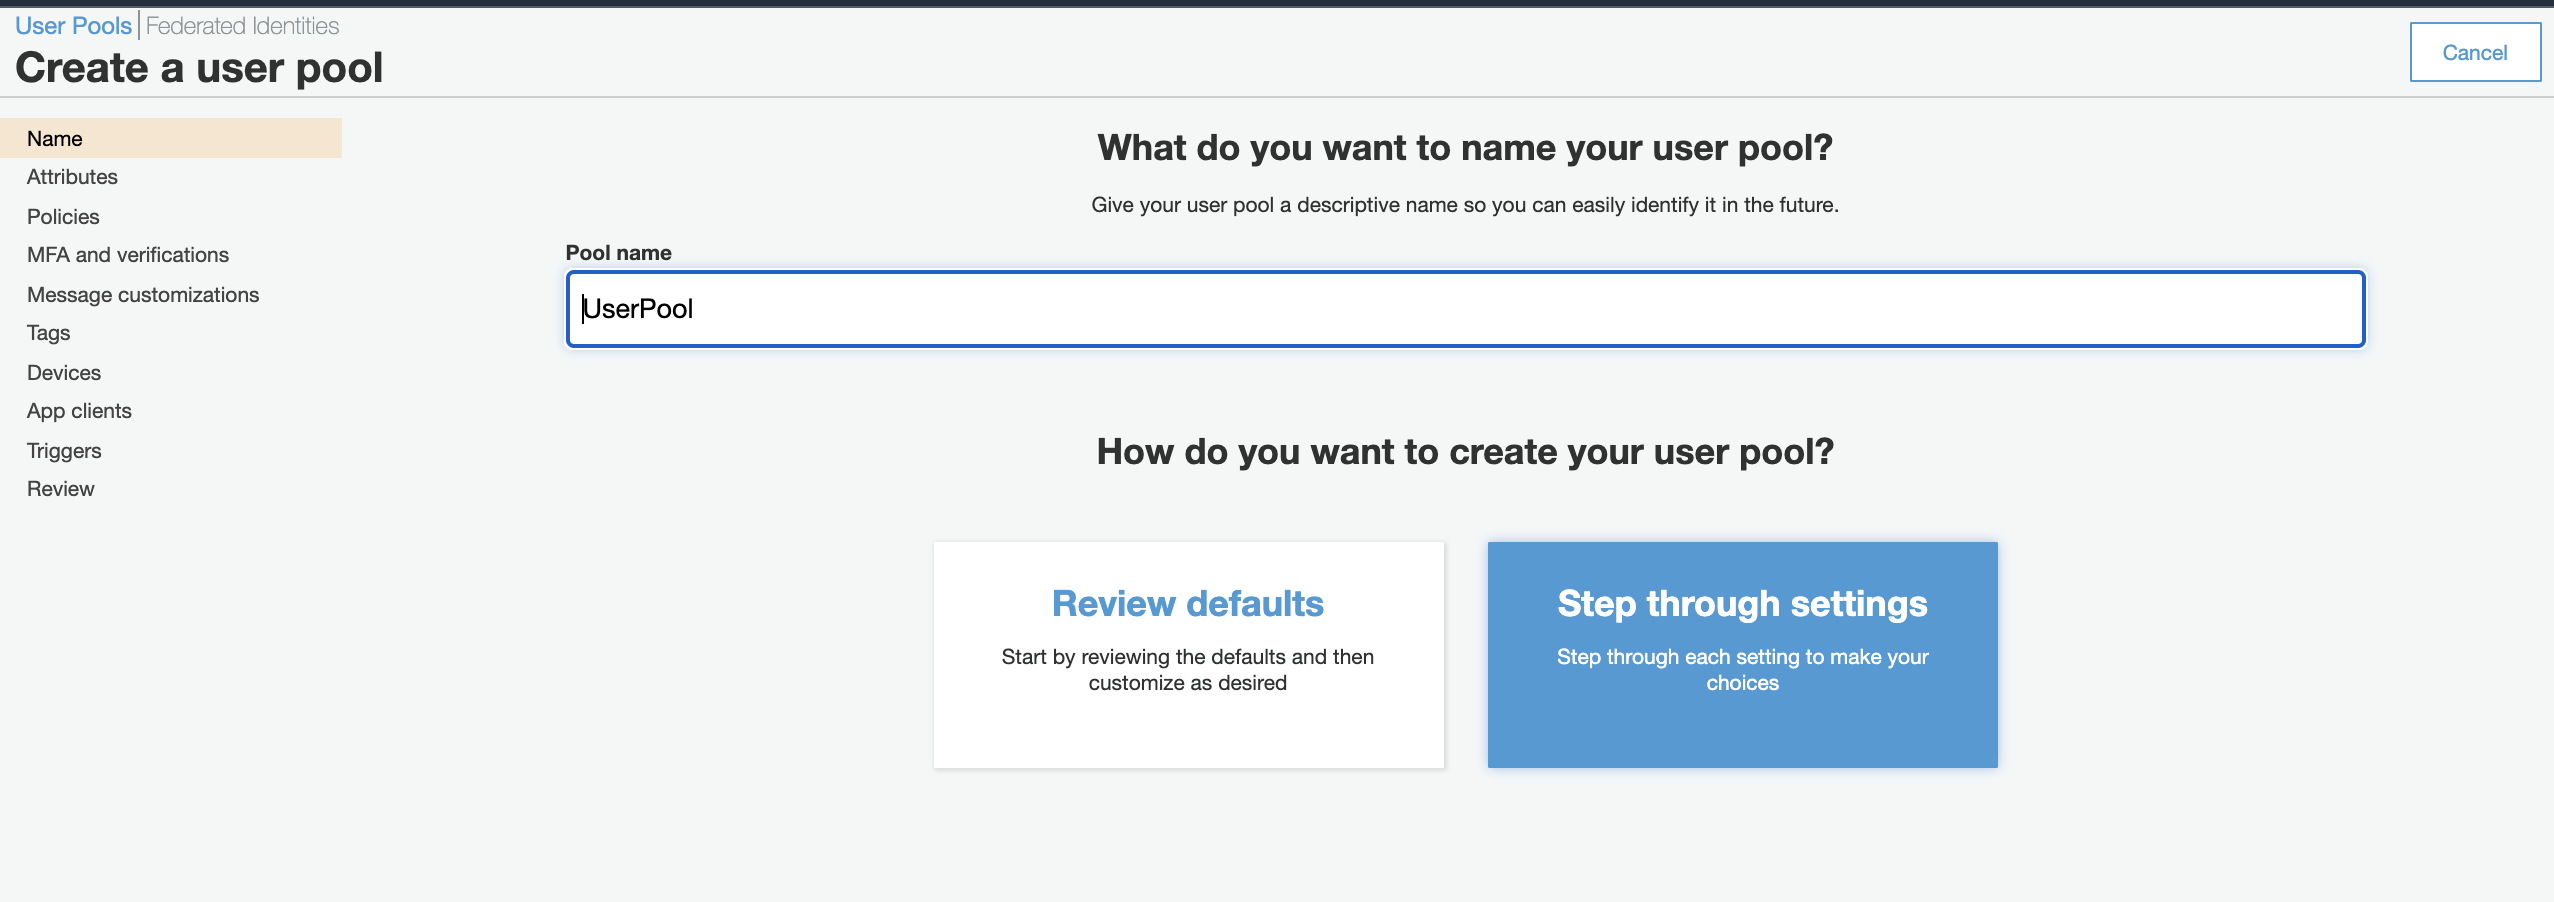 User Pools Federated Identities
Create a user pool
Cancel
Name
Attributes
Policies
MFA and verifications
Message customizations
Tags
Devices
App clients
Triggers
Review
What do you want to name your user pool?
Give your user pool a descriptive name so you can easily identify it in the future.
Pool name
UserPool
How do you want to create your user pool?
Review defaults
Start by reviewing the defaults and then
customize as desired
Step through settings
Step through each setting to make your
choices